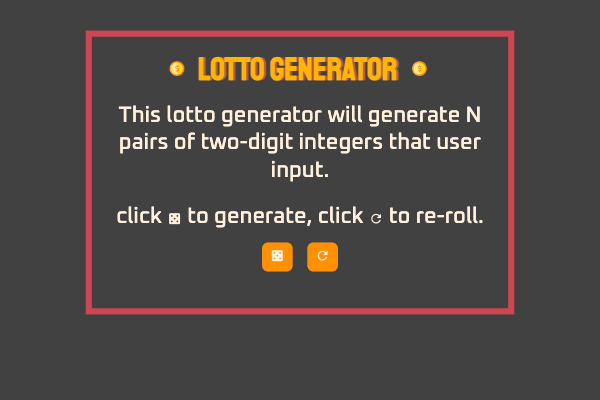 LOTTO GENERATOR
This lotto generator will generate N
pairs of two-digit integers that user
input.
click to generate, click to re-roll.